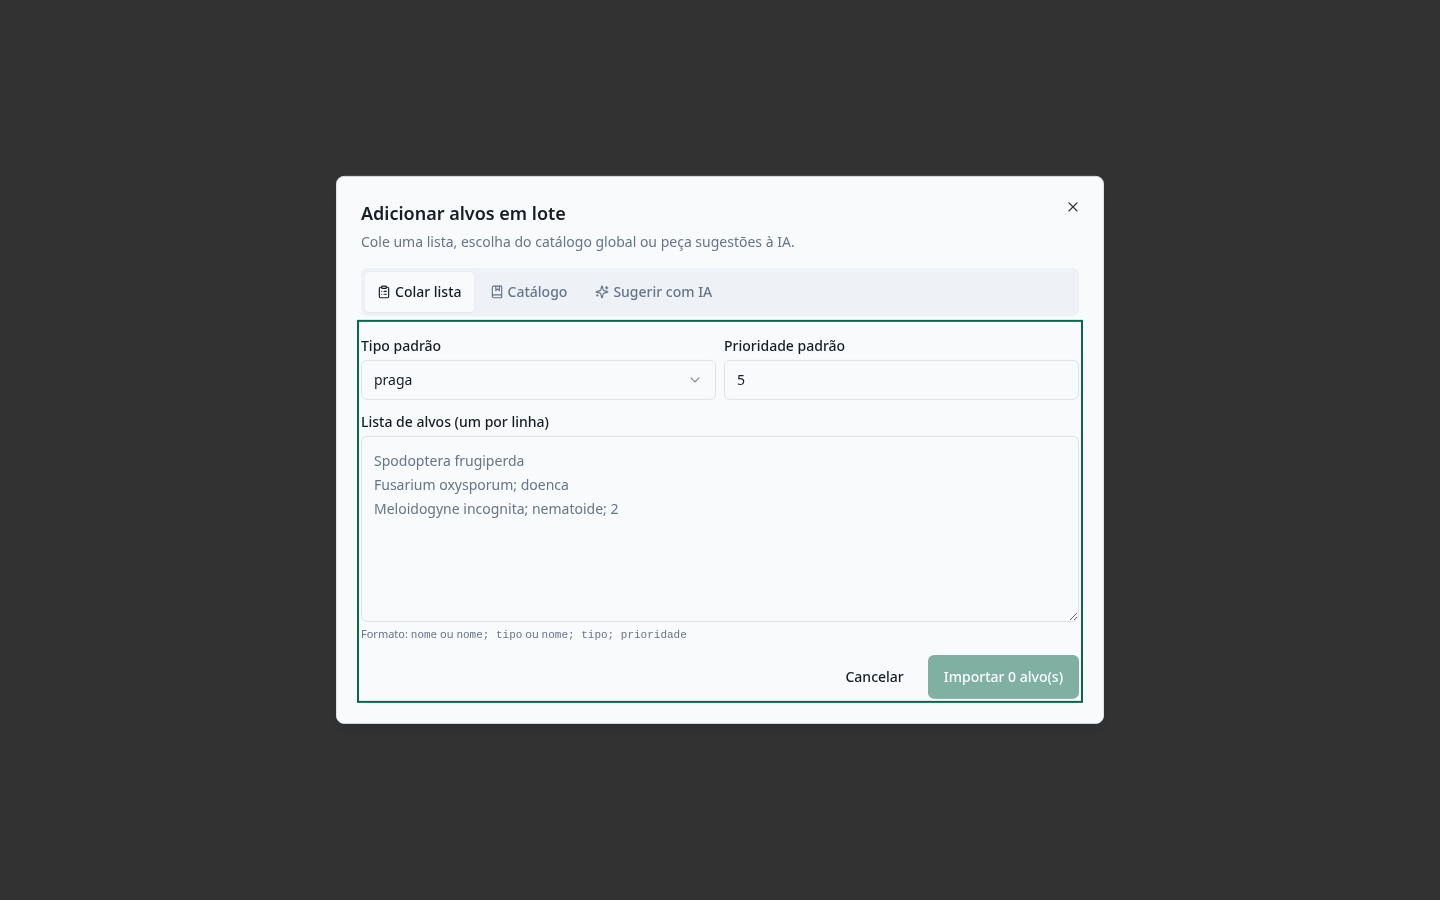 Adicionar alvos em lote
Cole uma lista, escolha do catálogo global ou peça sugestões à IA.
Colar lista Catálogo Sugerir com IA
Tipo padrão Prioridade padrão
praga 5
Lista de alvos (um por linha)
Spodoptera frugiperda
Fusarium oxysporum; doenca
Meloidogyne incognita; nematoide; 2
Formato: nome ou nome; tipo ou nome; tipo; prioridade
Cancelar Importar 0 alvo(s)